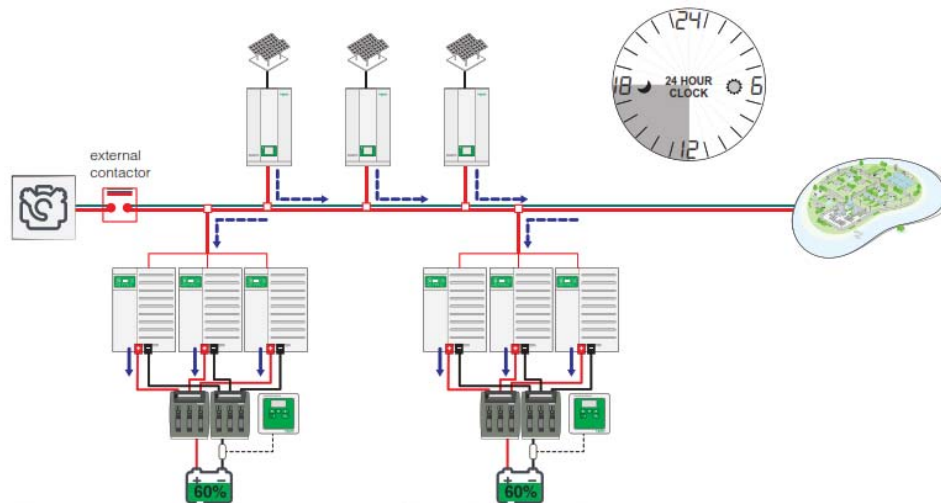 24
18
24 HOUR
CLOCK
6
12
external
contactor
+ −
60%
+ −
60%